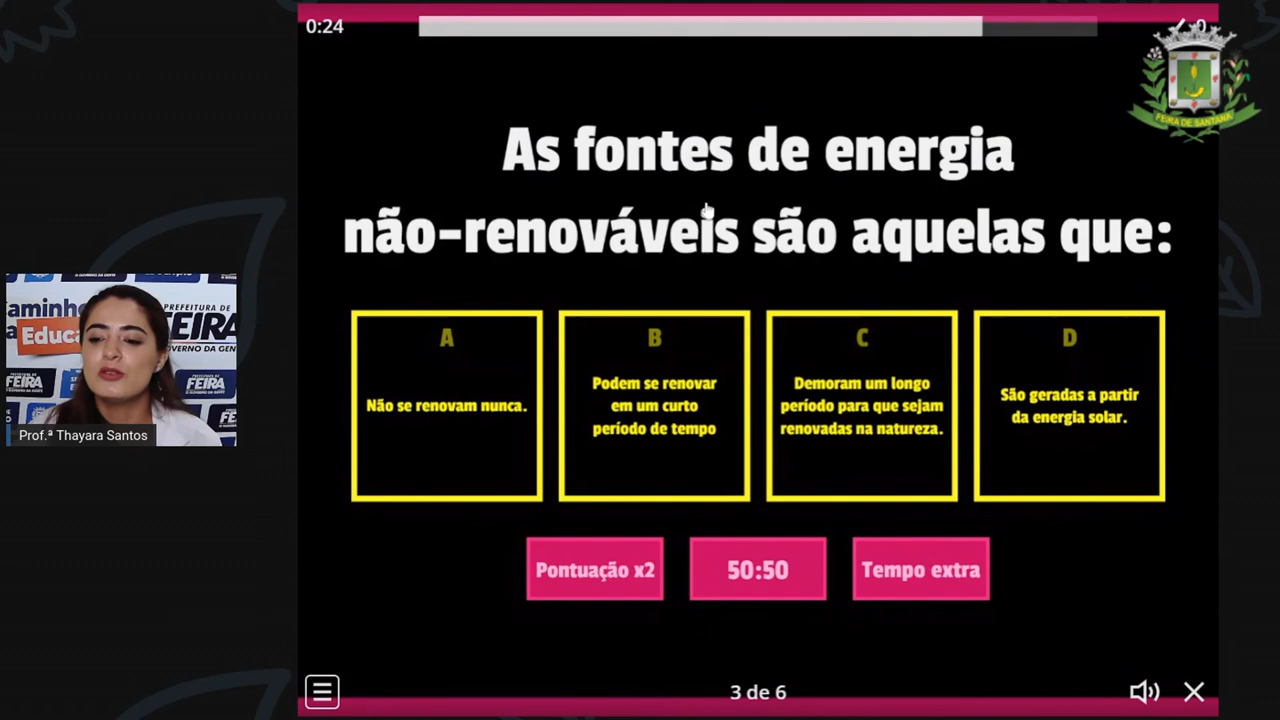 0:24
FEIRA DE SANTANA
As fontes de energia
não-renováveis são aquelas que:
A
Não se renovam nunca.
B
Podem se renovar
em um curto
período de tempo
C
Demoram um longo
período para que sejam
renovadas na natureza.
D
São geradas a partir
da energia solar.
Pontuação x2
50:50
Tempo extra
3 de 6
aminho
Educa
PREFEITURA DE
FEIRA
FEIRA
FEIRA
Prof.ª Thayara Santos